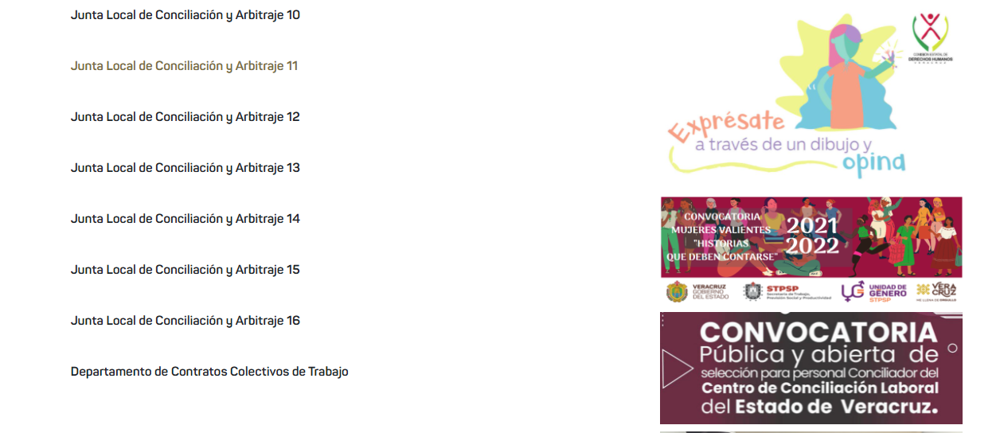 Junta Local de Conciliación y Arbitraje 10
Junta Local de Conciliación y Arbitraje 11
Junta Local de Conciliación y Arbitraje 12
Junta Local de Conciliación y Arbitraje 13
Junta Local de Conciliación y Arbitraje 14
Junta Local de Conciliación y Arbitraje 15
Junta Local de Conciliación y Arbitraje 16
Departamento de Contratos Colectivos de Trabajo
COMISIÓN ESTATAL DE
DERECHOS HUMANOS
VERACRUZ
Exprésate
a través de un dibujo y
opina
CONVOCATORIA
MUJERES VALIENTES
"HISTORIAS
QUE DEBEN CONTARSE"
2021
2022
VERACRUZ
GOBIERNO
DEL ESTADO
STPSP
Secretaría de Trabajo,
Previsión Social y Productividad
UG
UNIDAD DE
GÉNERO
STPSP
VERA
CRUZ
ME LLENA DE ORGULLO
CONVOCATORIA
Pública y abierta de
selección para personal Conciliador del
Centro de Conciliación Laboral
del Estado de Veracruz.